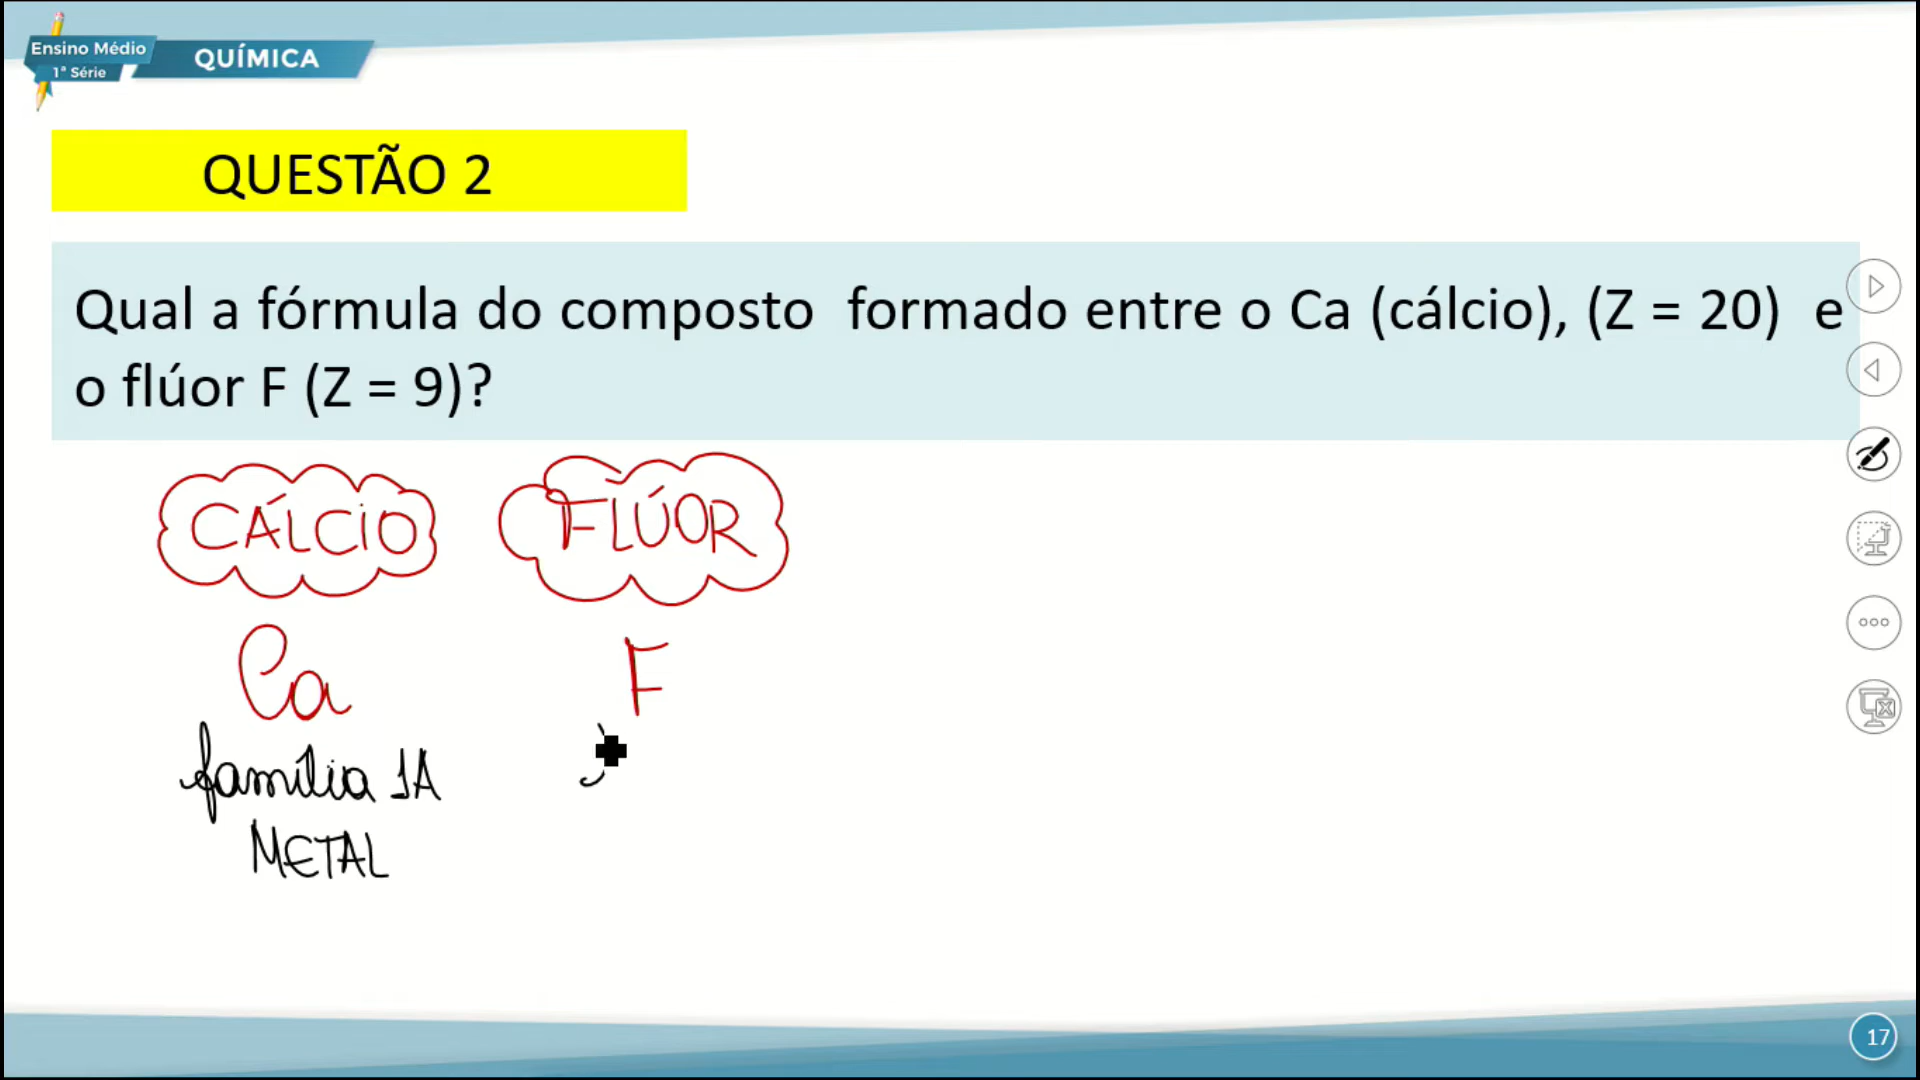 Ensino Médio
1ª Série
QUÍMICA
QUESTÃO 2
Qual a fórmula do composto formado entre o Ca (cálcio), (Z = 20) e
o flúor F (Z = 9)?
CÁLCIO FLÚOR
Ca F
família 1A
METAL
17